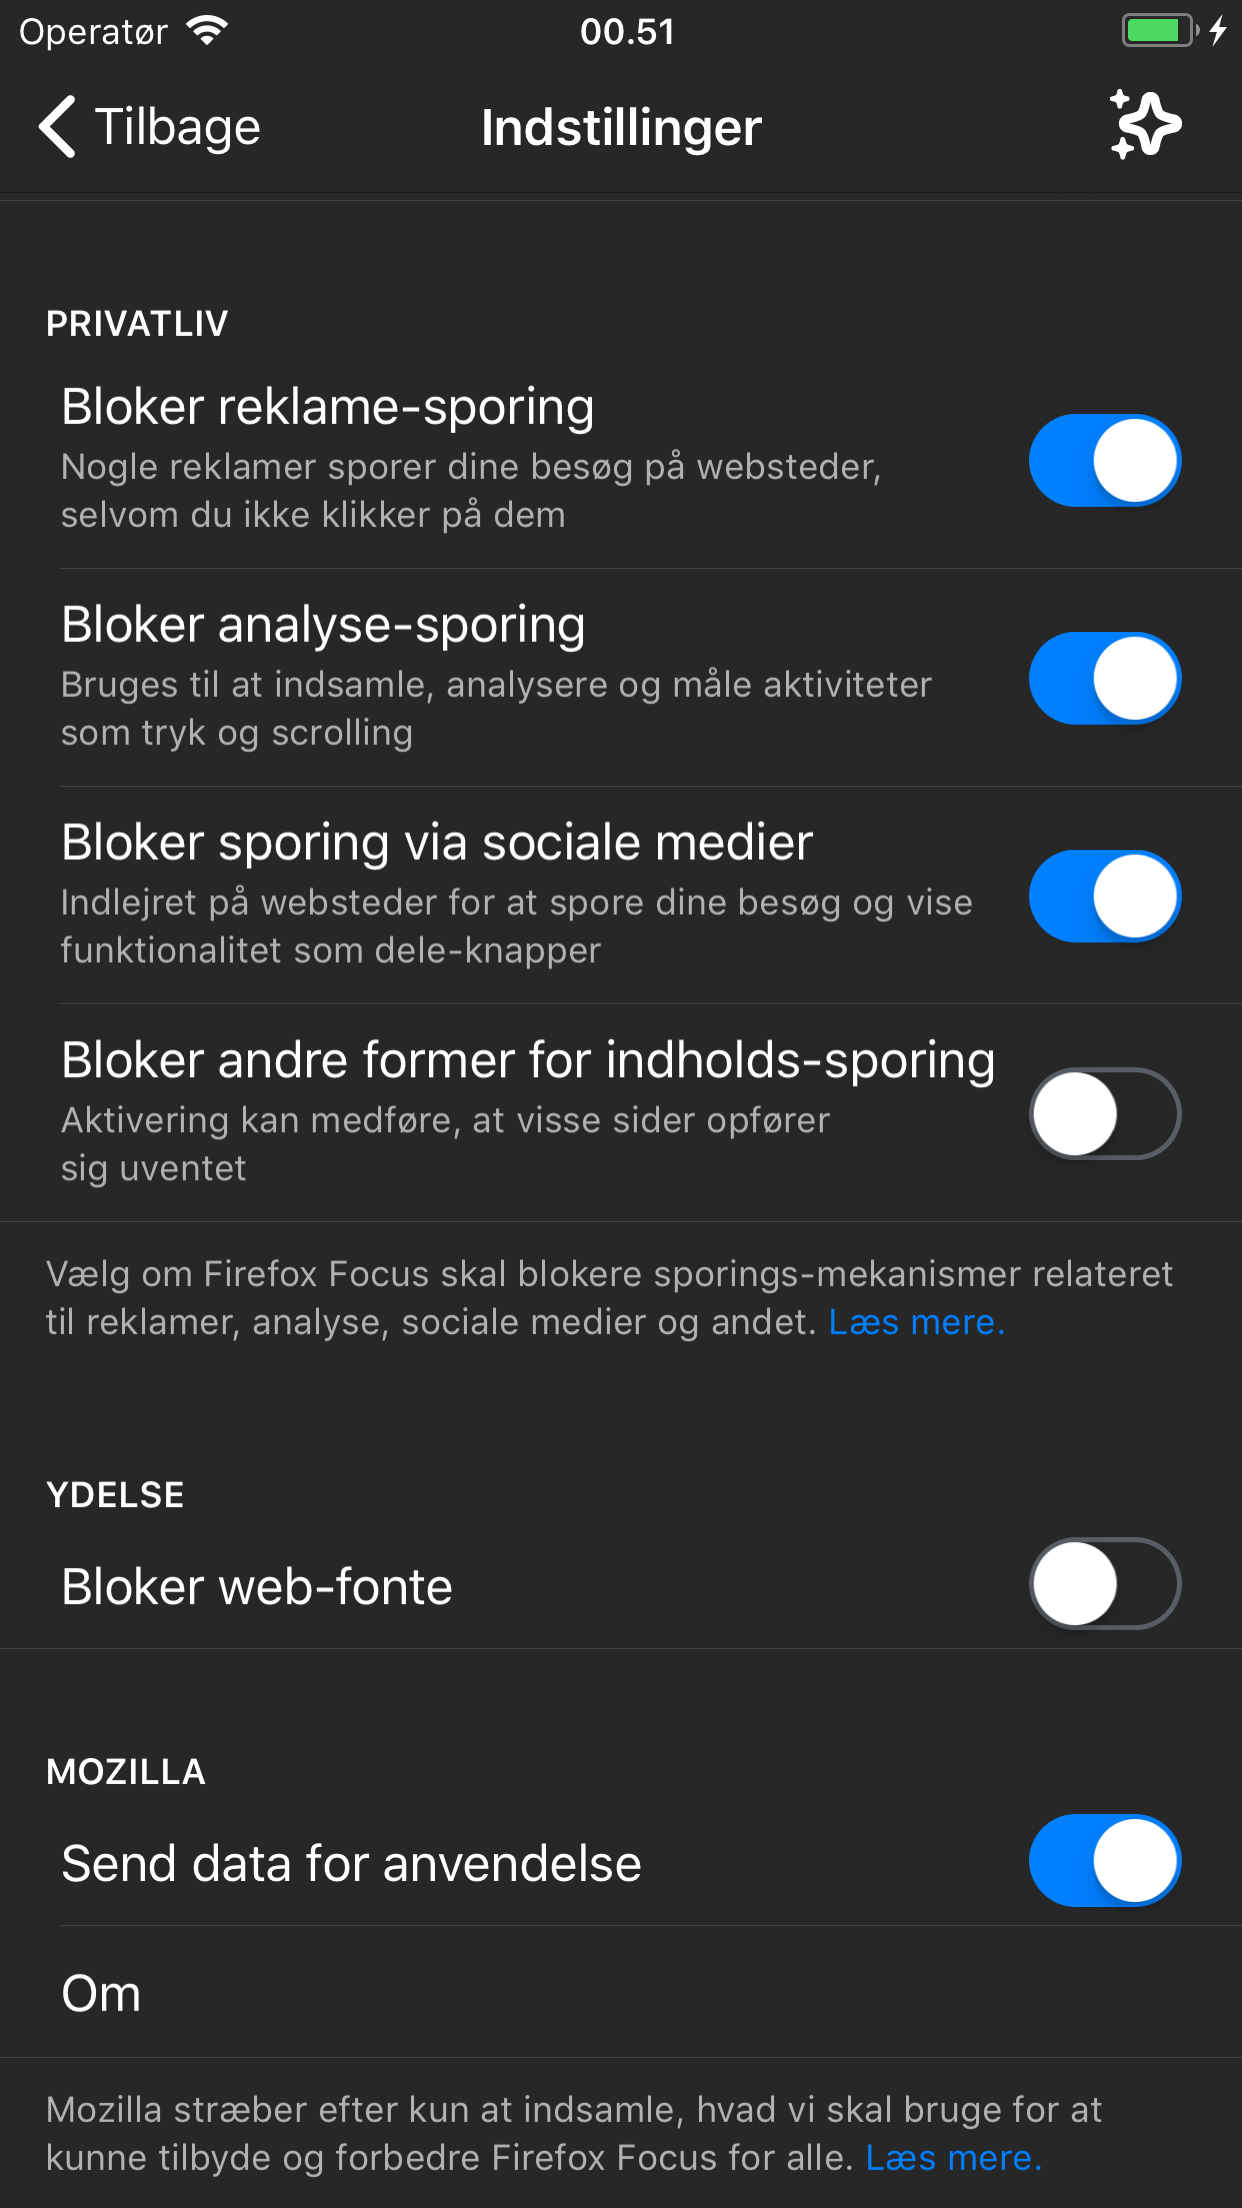 Operatør
00.51
Tilbage
Indstillinger
PRIVATLIV
Bloker reklame-sporing
Nogle reklamer sporer dine besøg på websteder,
selvom du ikke klikker på dem
Bloker analyse-sporing
Bruges til at indsamle, analysere og måle aktiviteter
som tryk og scrolling
Bloker sporing via sociale medier
Indlejret på websteder for at spore dine besøg og vise
funktionalitet som dele-knapper
Bloker andre former for indholds-sporing
Aktivering kan medføre, at visse sider opfører
sig uventet
Vælg om Firefox Focus skal blokere sporings-mekanismer relateret
til reklamer, analyse, sociale medier og andet. Læs mere.
YDELSE
Bloker web-fonte
MOZILLA
Send data for anvendelse
Om
Mozilla stræber efter kun at indsamle, hvad vi skal bruge for at
kunne tilbyde og forbedre Firefox Focus for alle. Læs mere.